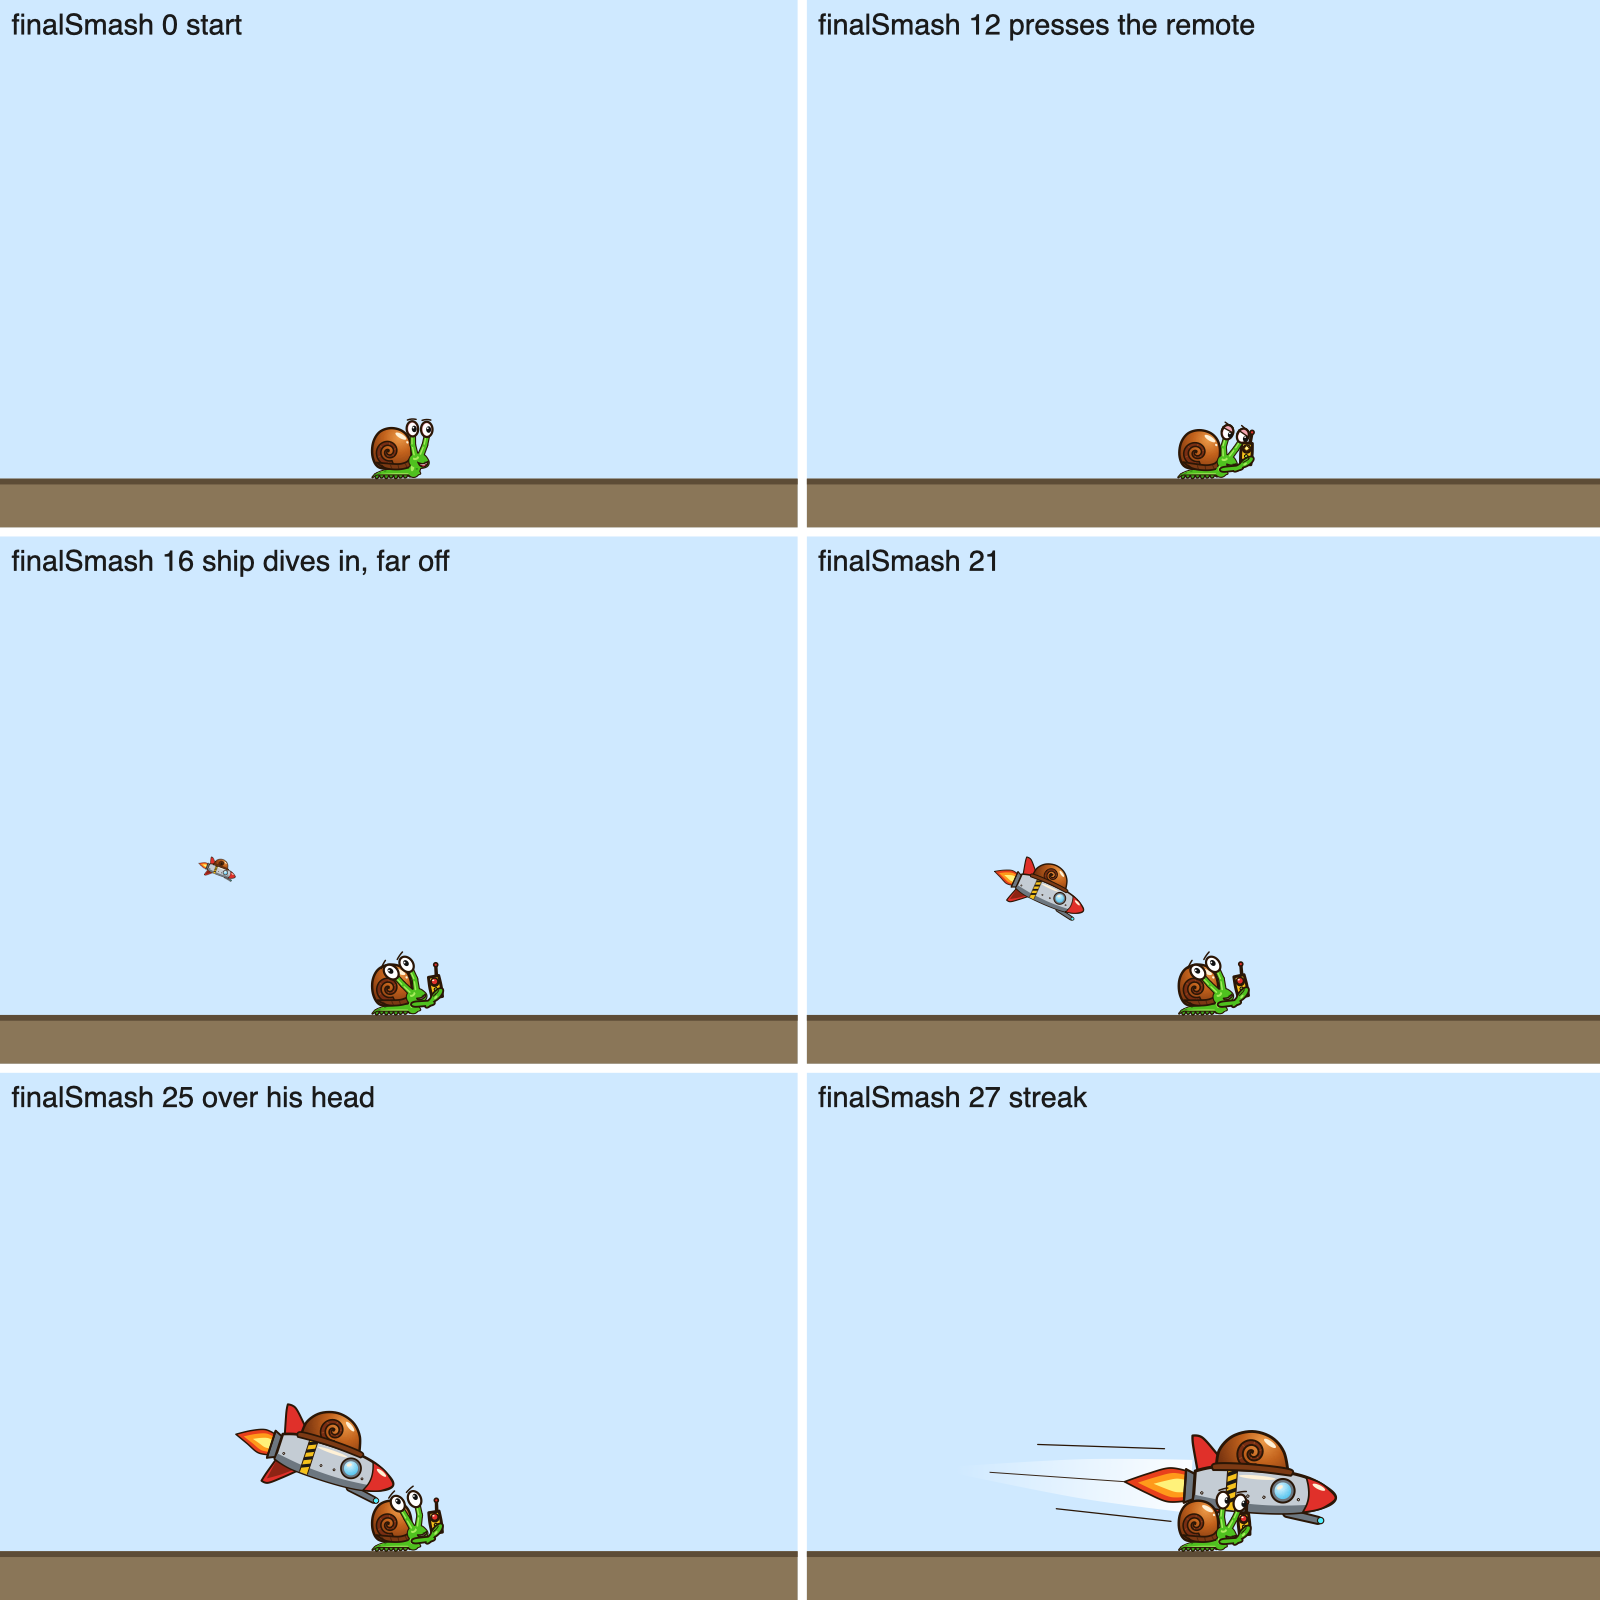 finalSmash 0 start
finalSmash 12 presses the remote
finalSmash 16 ship dives in, far off
finalSmash 21
finalSmash 25 over his head
finalSmash 27 streak